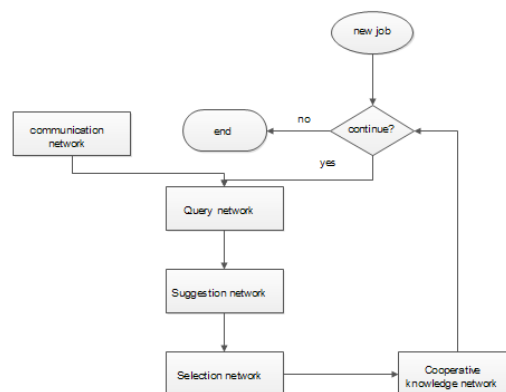 new job
continue?
no
end
communication
network
yes
Query network
Suggestion network
Selection network
Cooperative
knowledge network